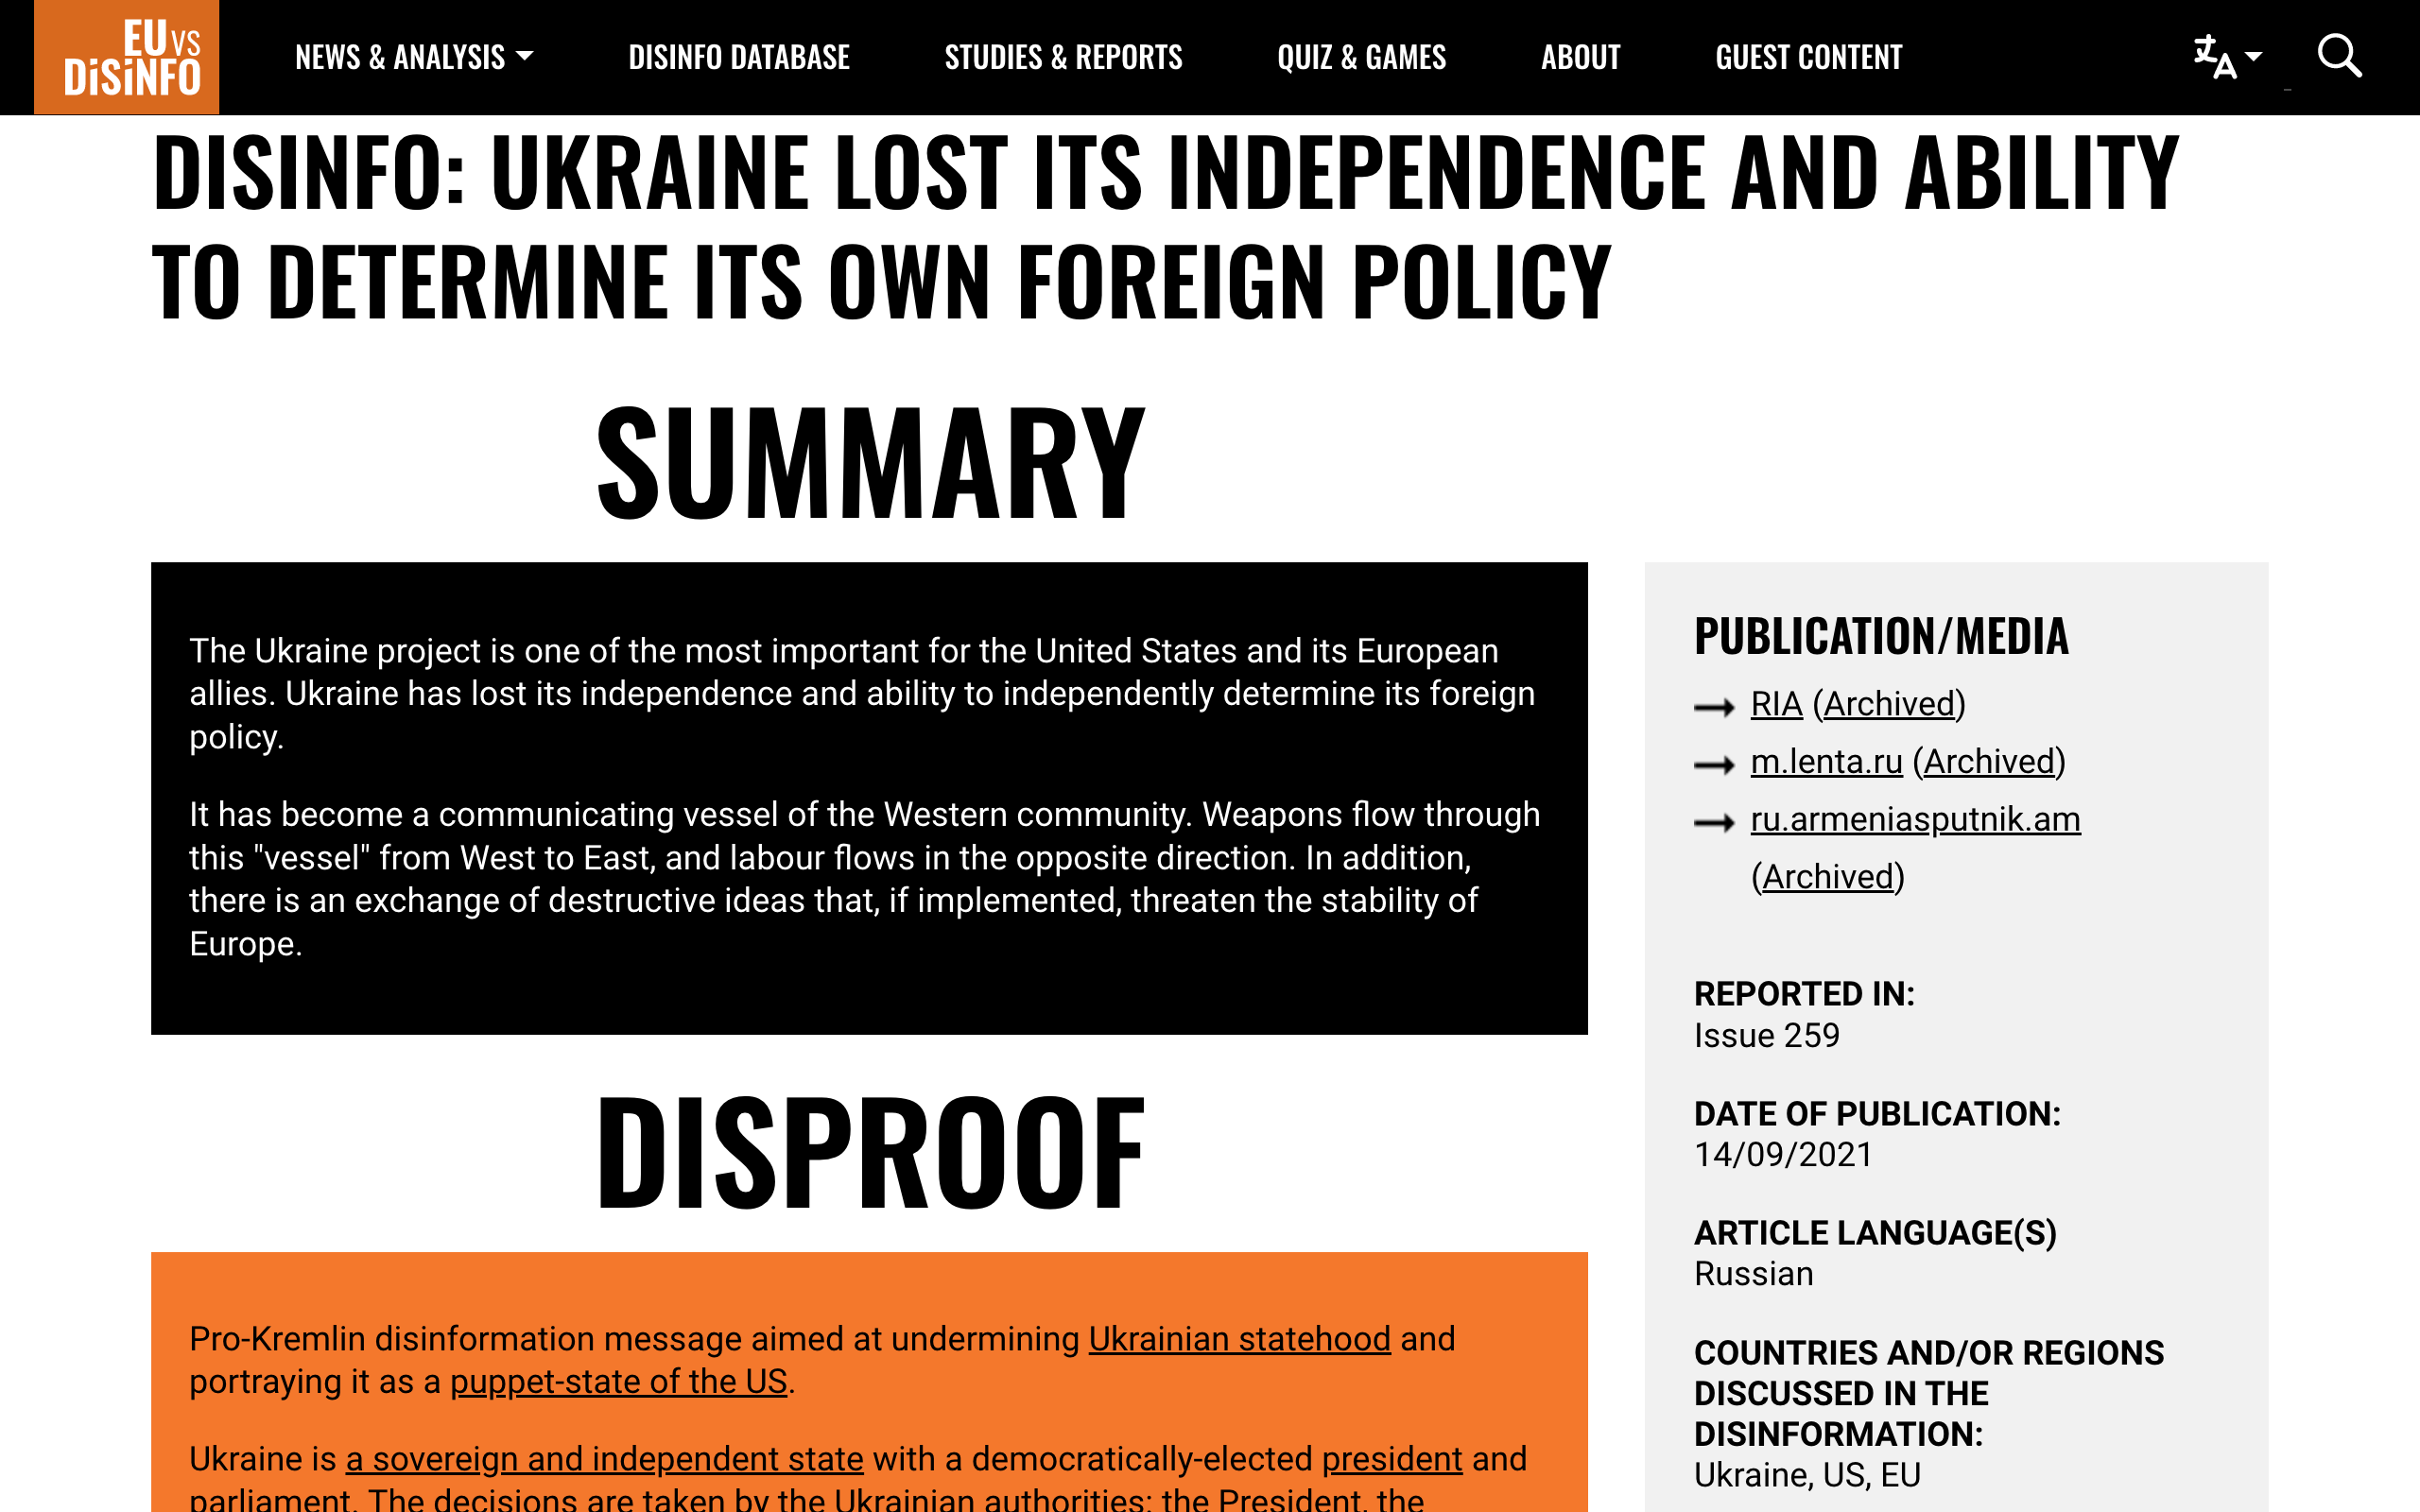 EU VS
DiSiNFO
NEWS & ANALYSIS
DISINFO DATABASE
STUDIES & REPORTS
QUIZ & GAMES
ABOUT
GUEST CONTENT
DISINFO: UKRAINE LOST ITS INDEPENDENCE AND ABILITY
TO DETERMINE ITS OWN FOREIGN POLICY
SUMMARY
The Ukraine project is one of the most important for the United States and its European
allies. Ukraine has lost its independence and ability to independently determine its foreign
policy.
It has become a communicating vessel of the Western community. Weapons flow through
this "vessel" from West to East, and labour flows in the opposite direction. In addition,
there is an exchange of destructive ideas that, if implemented, threaten the stability of
Europe.
DISPROOF
Pro-Kremlin disinformation message aimed at undermining Ukrainian statehood and
portraying it as a puppet-state of the US.
Ukraine is a sovereign and independent state with a democratically-elected president and
parliament. The decisions are taken by the Ukrainian authorities: the President, the
PUBLICATION/MEDIA
RIA (Archived)
m.lenta.ru (Archived)
ru.armeniasputnik.am
(Archived)
REPORTED IN:
Issue 259
DATE OF PUBLICATION:
14/09/2021
ARTICLE LANGUAGE(S)
Russian
COUNTRIES AND/OR REGIONS
DISCUSSED IN THE
DISINFORMATION:
Ukraine, US, EU